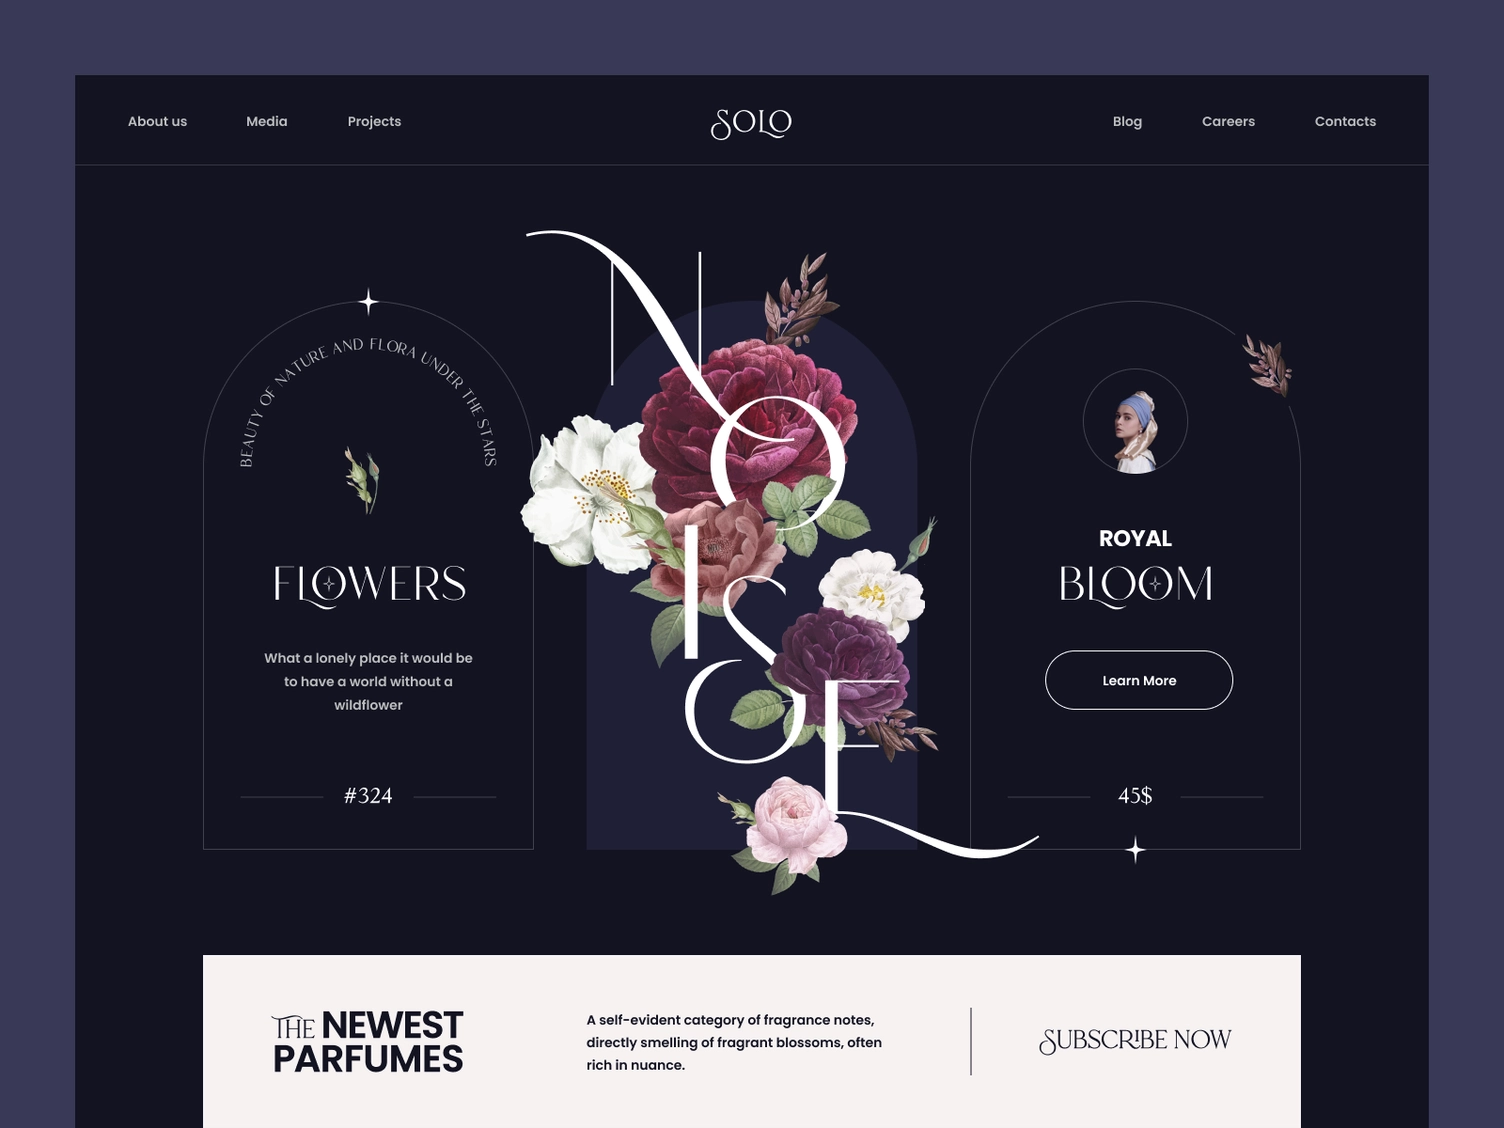 About us
Media
Projects
SOLO
Blog
Careers
Contacts
BEAUTY OF NATURE AND FLORA UNDER THE STARS
FLOWERS
What a lonely place it would be
to have a world without a
wildflower
#324
N
O
I
S
E
ROYAL
BLOOM
Learn More
45$
THE NEWEST
PARFUMES
A self-evident category of fragrance notes,
directly smelling of fragrant blossoms, often
rich in nuance.
SUBSCRIBE NOW